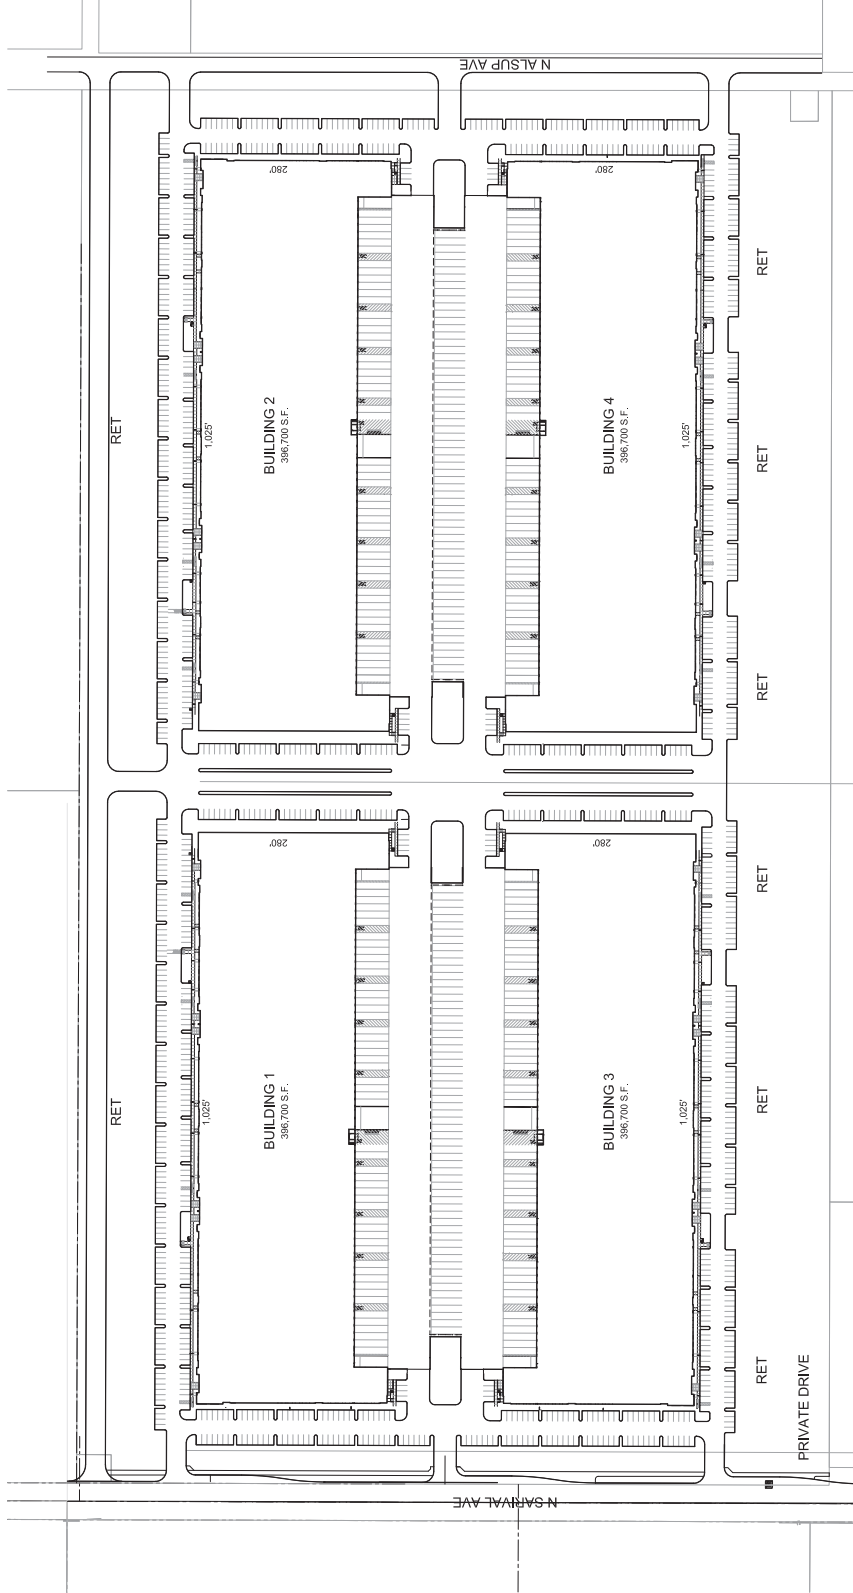 N ALSUP AVE
280'
280'
RET
RET
BUILDING 2
396,700 S.F.
1,025'
BUILDING 4
396,700 S.F.
1,025'
RET
RET
280'
280'
RET
RET
BUILDING 1
396,700 S.F.
1,025'
BUILDING 3
396,700 S.F.
1,025'
RET
RET
PRIVATE DRIVE
N SARIVAL AVE